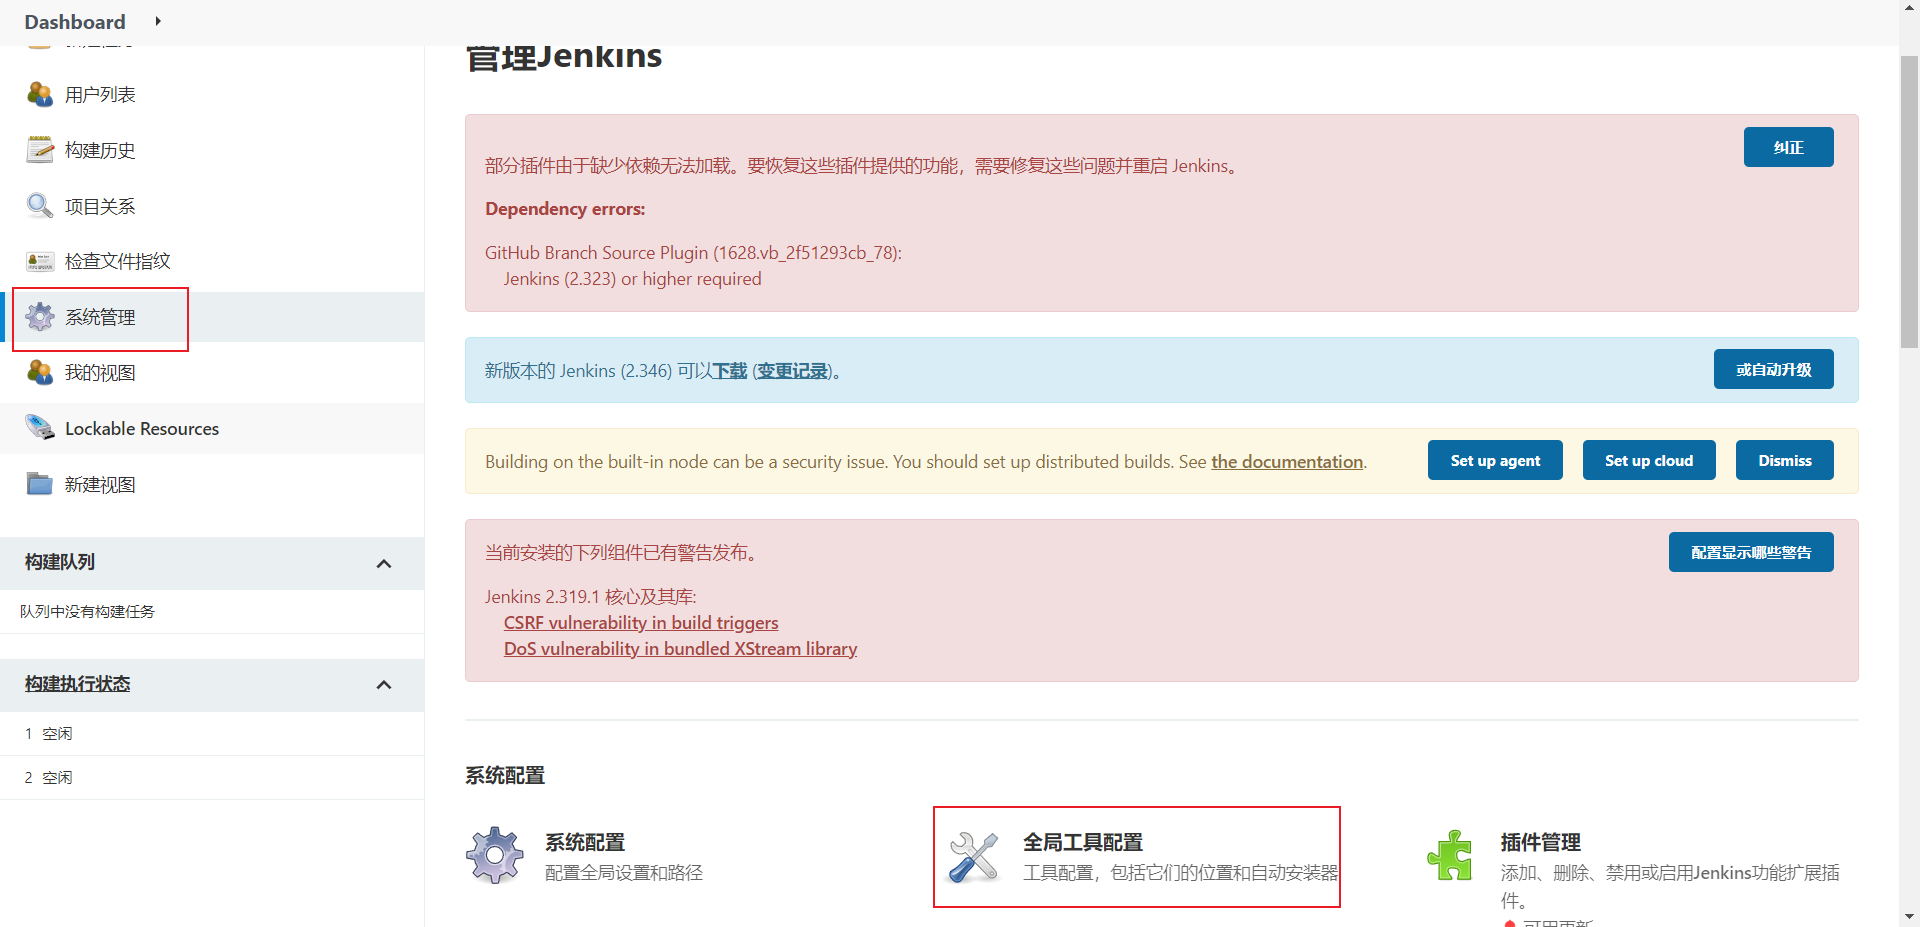 Dashboard
管理Jenkins
用户列表
构建历史
项目关系
检查文件指纹
系统管理
我的视图
Lockable Resources
新建视图
构建队列
队列中没有构建任务
构建执行状态
1 空闲
2 空闲
部分插件由于缺少依赖无法加载。要恢复这些插件提供的功能，需要修复这些问题并重启 Jenkins。
纠正
Dependency errors:
GitHub Branch Source Plugin (1628.vb_2f51293cb_78):
Jenkins (2.323) or higher required
新版本的 Jenkins (2.346) 可以下载 (变更记录)。
或自动升级
Building on the built-in node can be a security issue. You should set up distributed builds. See the documentation.
Set up agent
Set up cloud
Dismiss
当前安装的下列组件已有警告发布。
配置显示哪些警告
Jenkins 2.319.1 核心及其库:
CSRF vulnerability in build triggers
DoS vulnerability in bundled XStream library
系统配置
系统配置
配置全局设置和路径
全局工具配置
工具配置，包括它们的位置和自动安装器
插件管理
添加、删除、禁用或启用Jenkins功能扩展插
件。